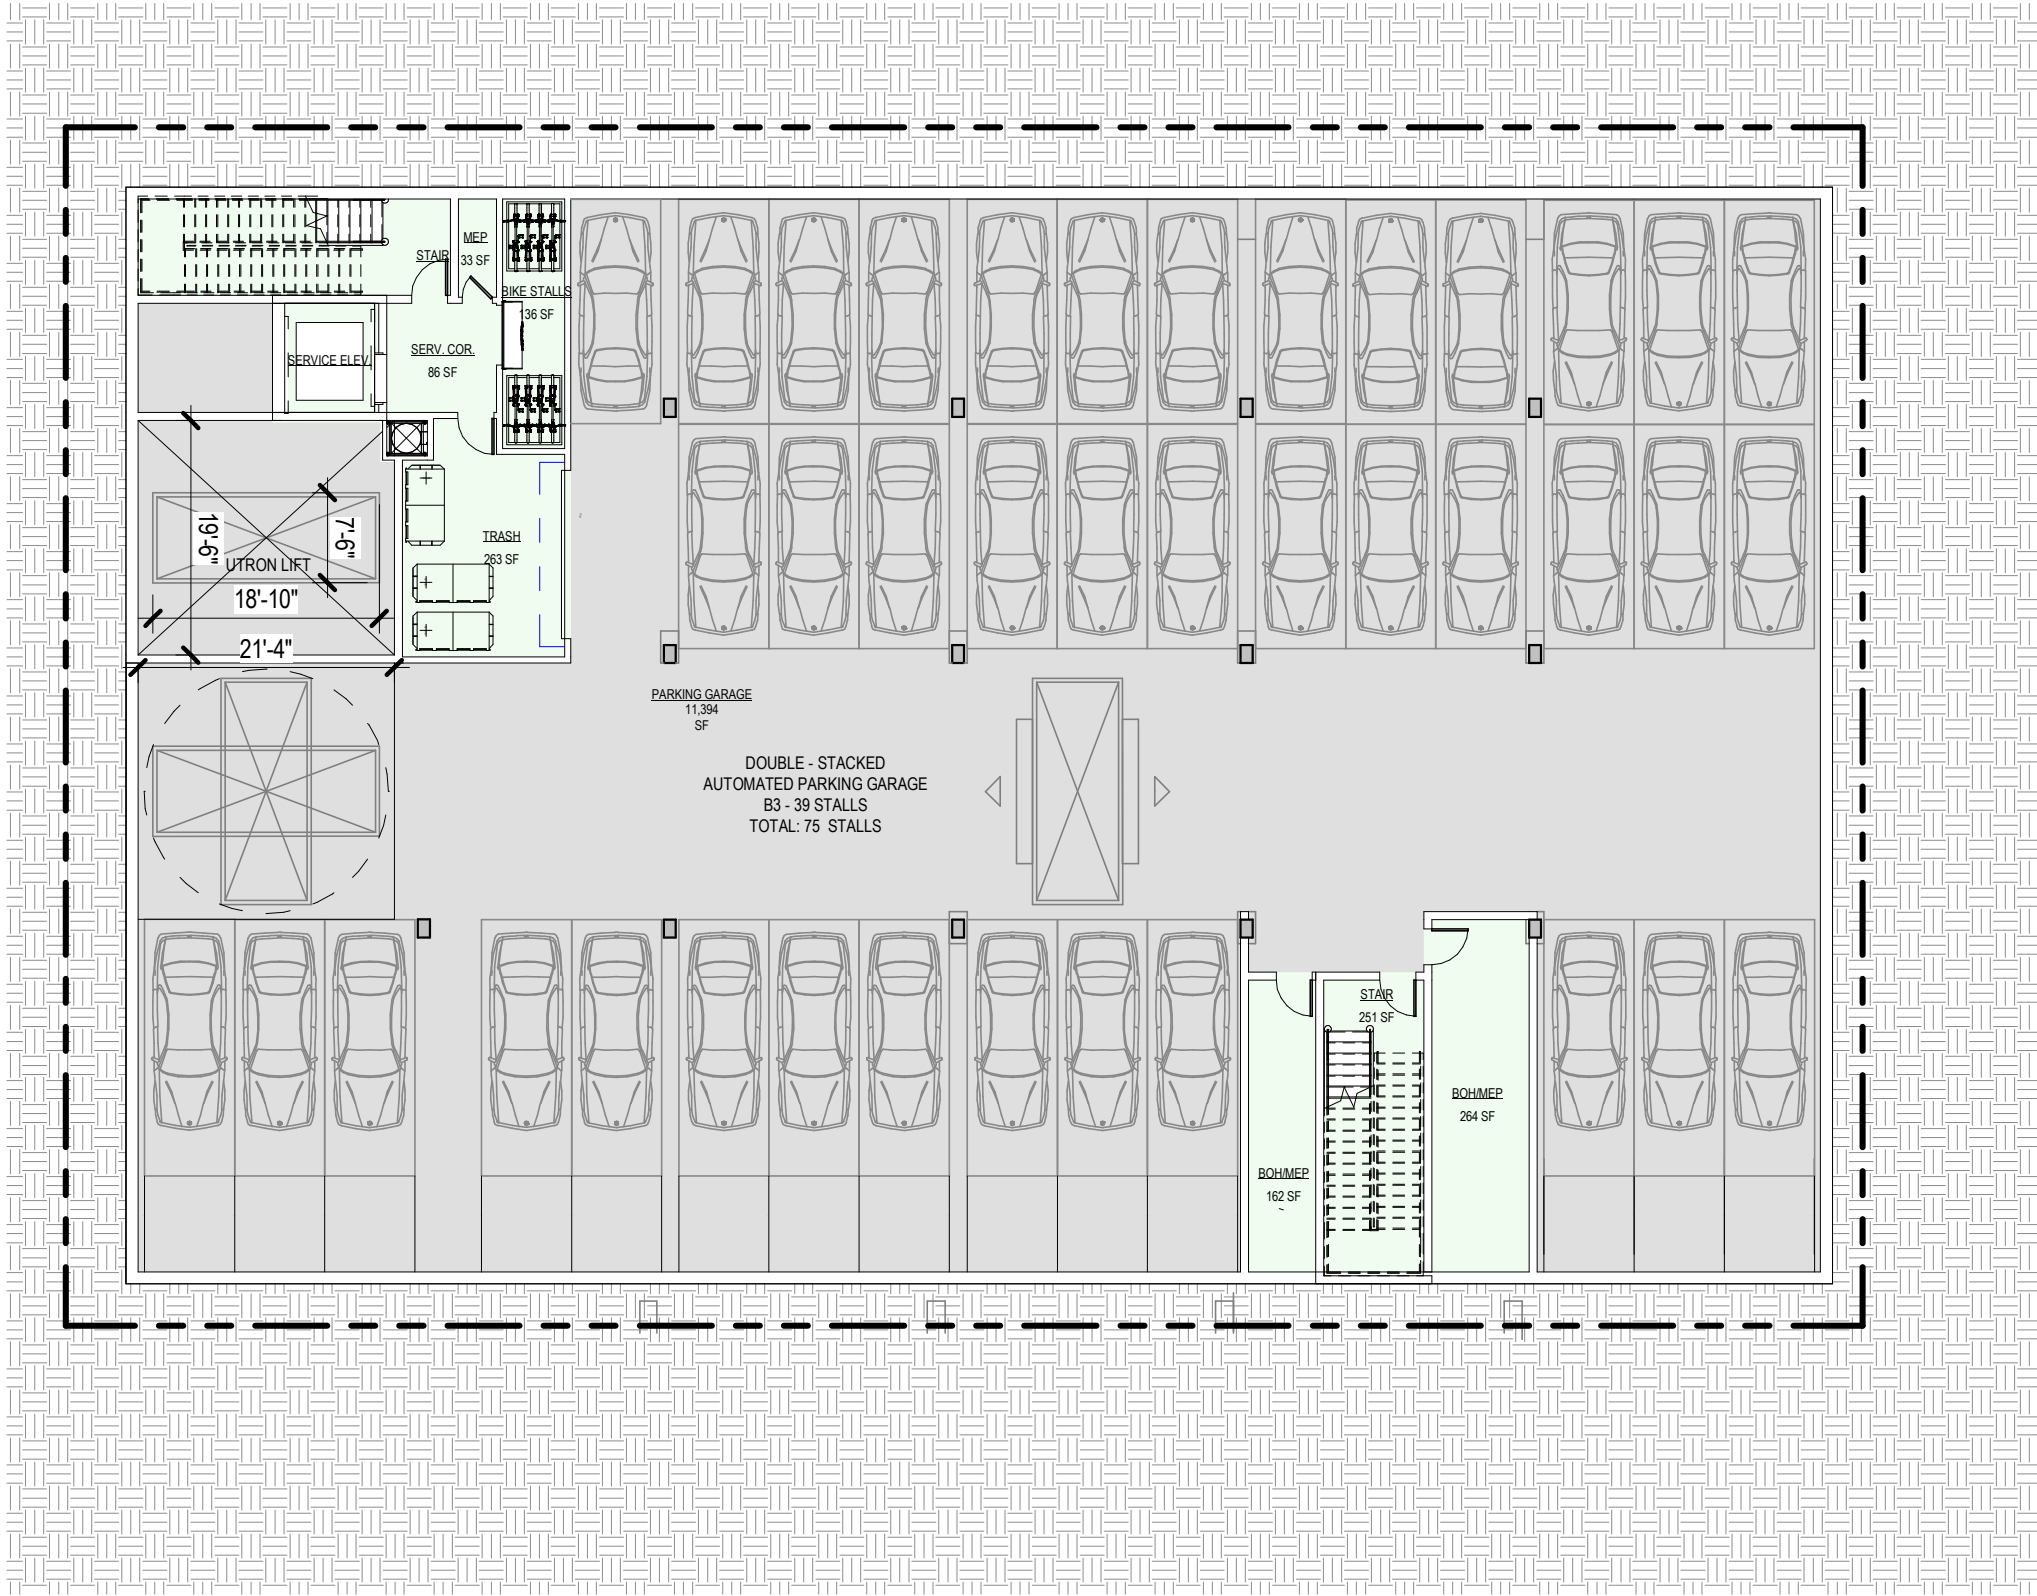 MEP
33 SF
STAIR
BIKE STALLS
136 SF
SERV. COR.
86 SF
SERVICE ELEV.
19'-6"
7'-6"
UTRON LIFT
18'-10"
21'-4"
TRASH
263 SF
PARKING GARAGE
11,394
SF
DOUBLE - STACKED
AUTOMATED PARKING GARAGE
B3 - 39 STALLS
TOTAL: 75 STALLS
STAIR
251 SF
BOH/MEP
264 SF
BOH/MEP
162 SF